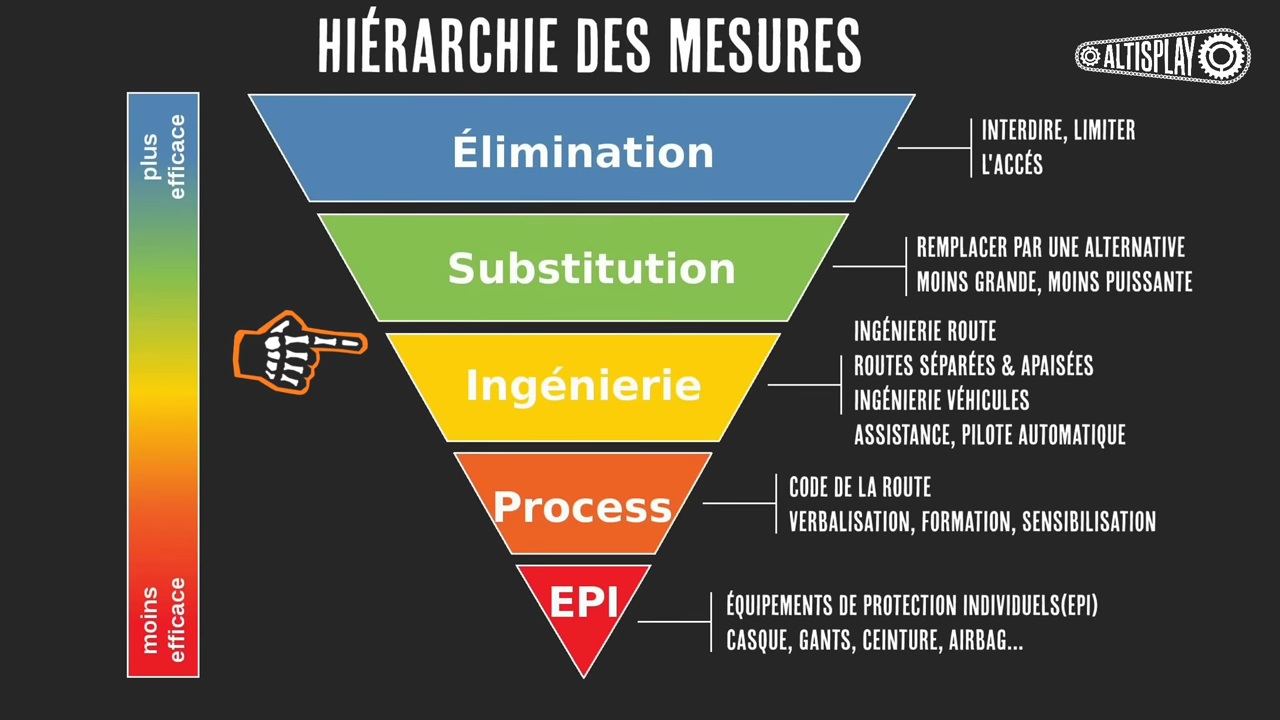 HIÉRARCHIE DES MESURES
ALTISPLAY
plus
efficace
Élimination
INTERDIRE, LIMITER
L'ACCÉS
Substitution
REMPLACER PAR UNE ALTERNATIVE
MOINS GRANDE, MOINS PUISSANTE
Ingénierie
INGÉNIERIE ROUTE
ROUTES SÉPARÉES & APAISÉES
INGÉNIERIE VÉHICULES
ASSISTANCE, PILOTE AUTOMATIQUE
Process
CODE DE LA ROUTE
VERBALISATION, FORMATION, SENSIBILISATION
moins
efficace
EPI
ÉQUIPEMENTS DE PROTECTION INDIVIDUELS(EPI)
CASQUE, GANTS, CEINTURE, AIRBAG...